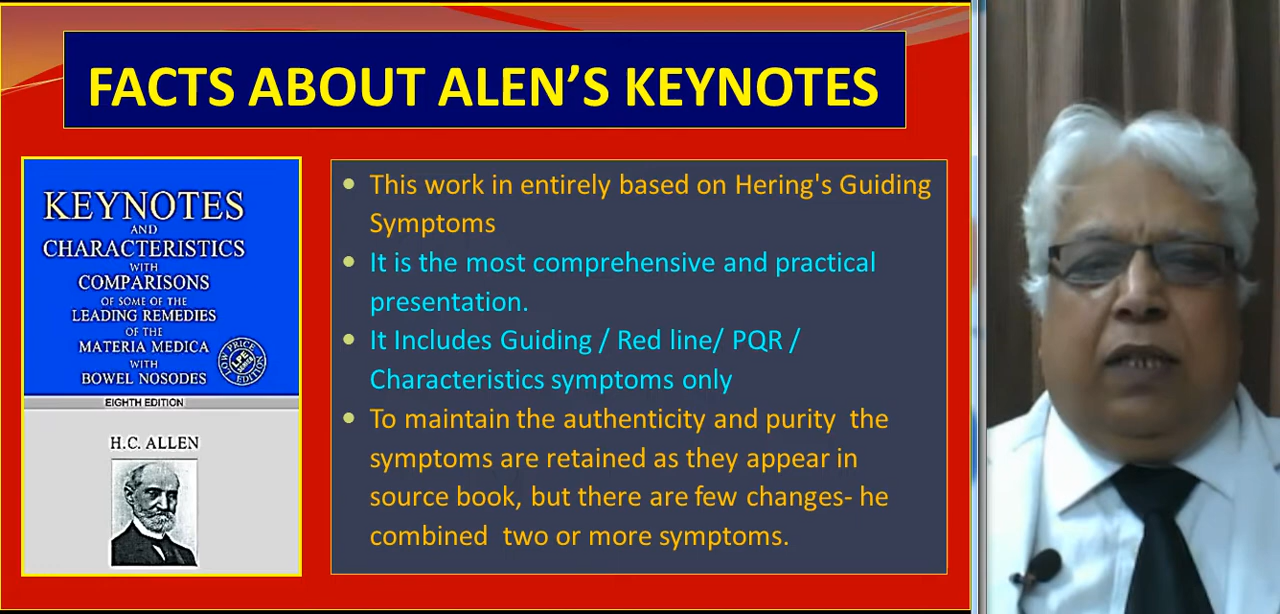 FACTS ABOUT ALEN’S KEYNOTES
KEYNOTES
AND
CHARACTERISTICS
WITH
COMPARISONS
OF SOME OF THE
LEADING REMEDIES
OF THE
MATERIA MEDICA
WITH
BOWEL NOSODES
LOW PRICE
EDITION
EIGHTH EDITION
H.C. ALLEN
• This work in entirely based on Hering's Guiding
Symptoms
• It is the most comprehensive and practical
presentation.
• It Includes Guiding / Red line/ PQR /
Characteristics symptoms only
• To maintain the authenticity and purity the
symptoms are retained as they appear in
source book, but there are few changes- he
combined two or more symptoms.